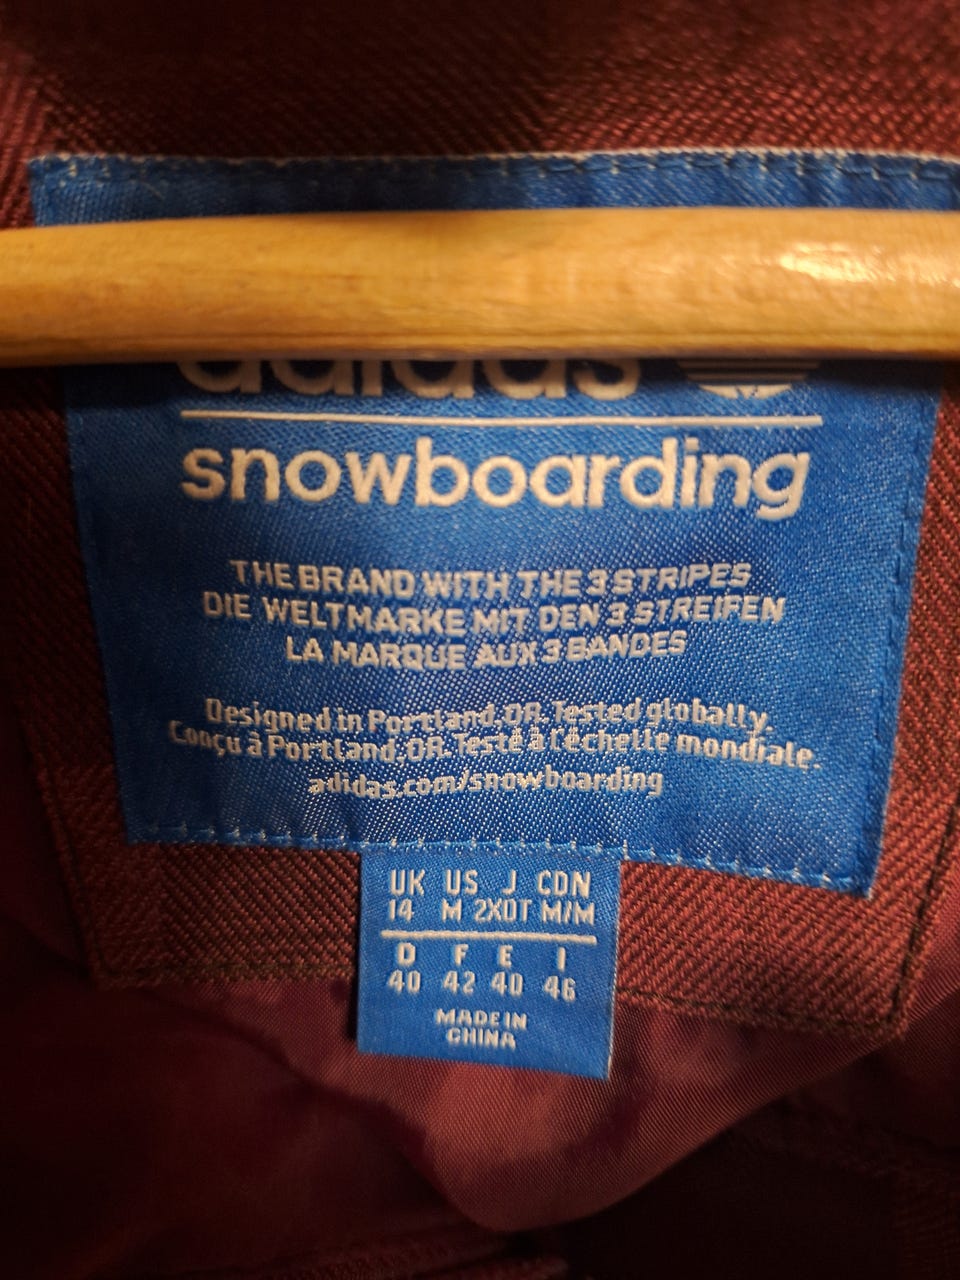 adidas
snowboarding
THE BRAND WITH THE 3 STRIPES
DIE WELTMARKE MIT DEN 3 STREIFEN
LA MARQUE AUX 3 BANDES
Designed in Portland, OR. Tested globally.
Conçu à Portland, OR. Testé à l'échelle mondiale.
adidas.com/snowboarding
UK US J CDN
14 M 2XOT M/M
D F E I
40 42 40 46
MADE IN
CHINA